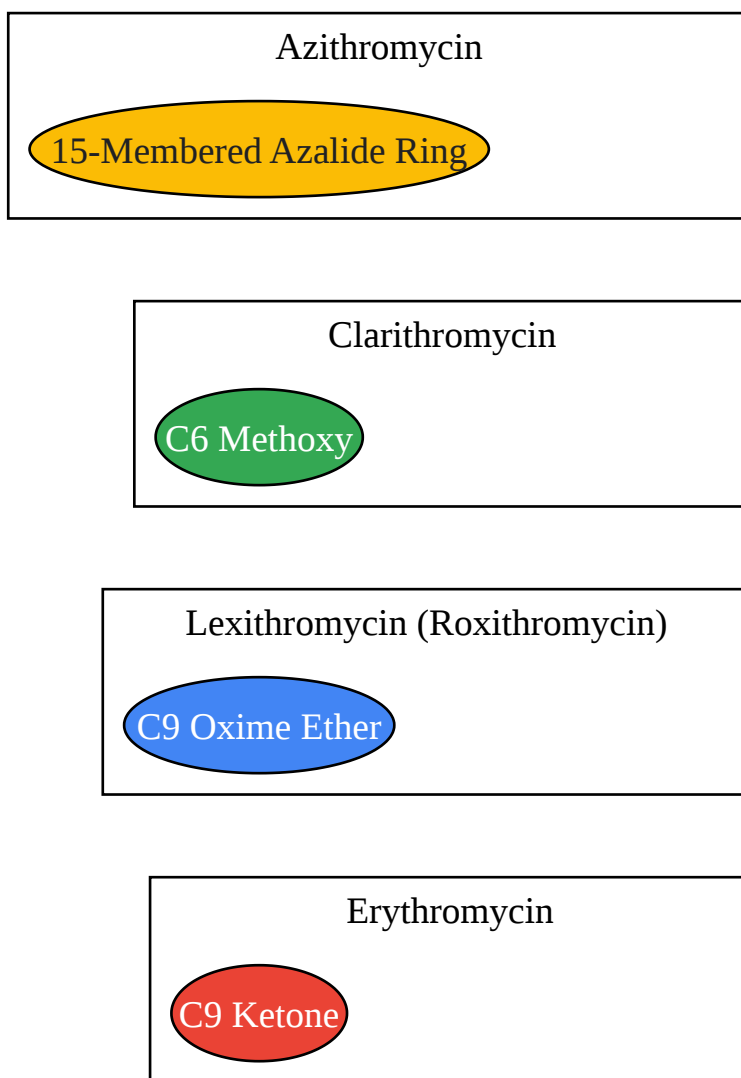 Azithromycin
15-Membered Azalide Ring
Clarithromycin
C6 Methoxy
Lexithromycin (Roxithromycin)
C9 Oxime Ether
Erythromycin
C9 Ketone